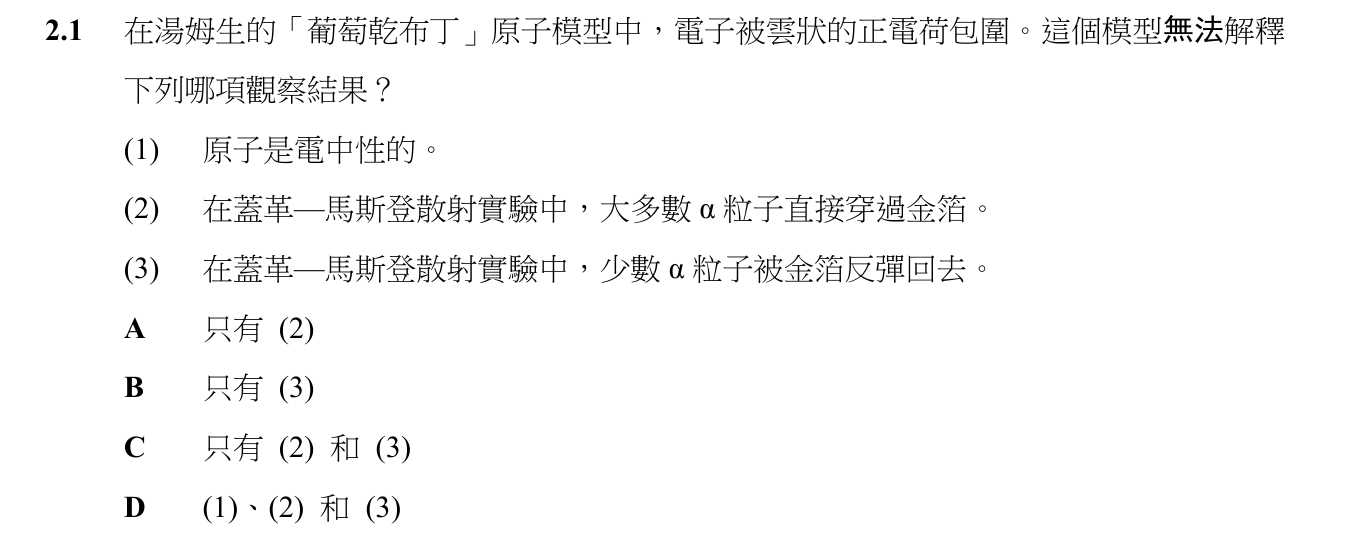 2.1 在湯姆生的「葡萄乾布丁」原子模型中，電子被雲狀的正電荷包圍。這個模型無法解釋
下列哪項觀察結果？
(1) 原子是電中性的。
(2) 在蓋革—馬斯登散射實驗中，大多數 α 粒子直接穿過金箔。
(3) 在蓋革—馬斯登散射實驗中，少數 α 粒子被金箔反彈回去。
A 只有 (2)
B 只有 (3)
C 只有 (2) 和 (3)
D (1)、(2) 和 (3)